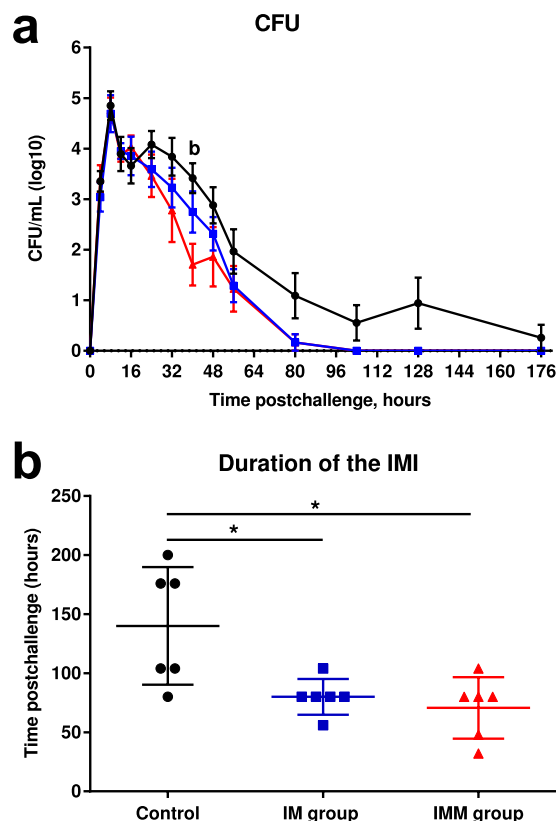 a
CFU
CFU/mL (log10)
6
5
4
3
2
1
0
b
0 16 32 48 64 80 96 112 128 144 160 176
Time postchallenge, hours
b
Duration of the IMI
Time postchallenge (hours)
250
200
150
100
50
0
*
*
Control IM group IMM group